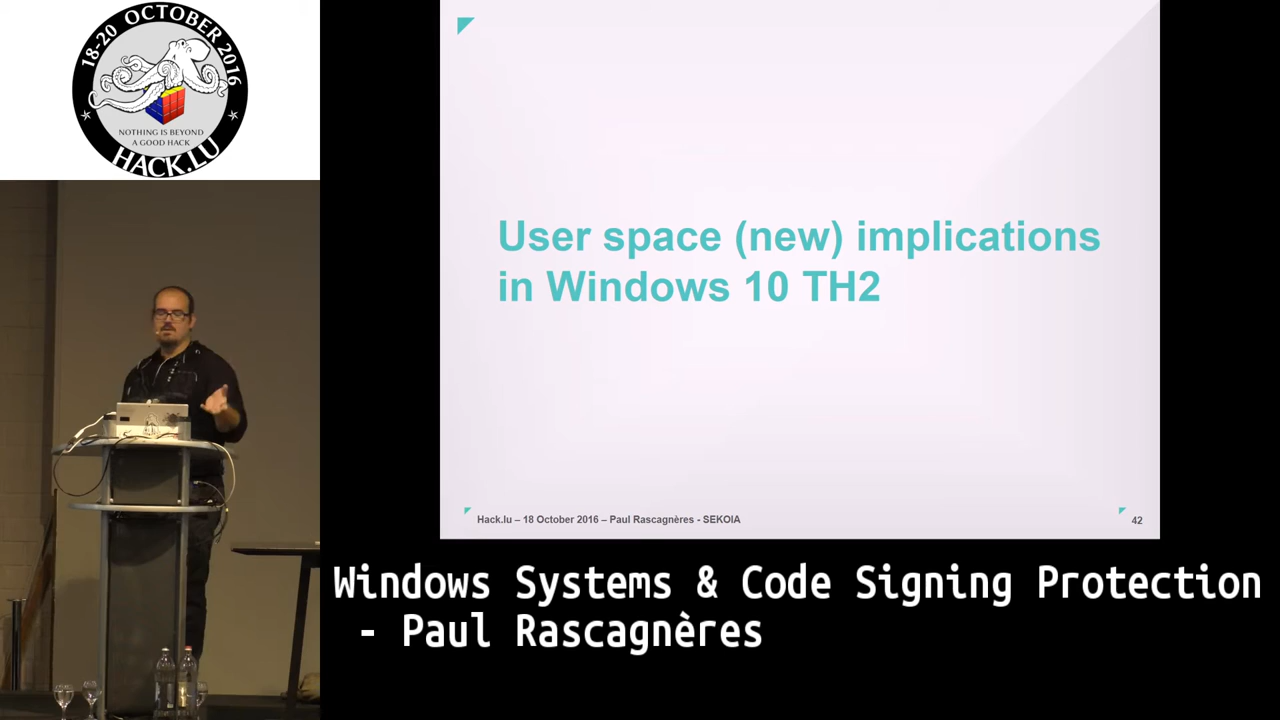 18-20 OCTOBER 2016
NOTHING IS BEYOND
A GOOD HACK
HACK.LU
User space (new) implications
in Windows 10 TH2
Hack.lu – 18 October 2016 – Paul Rascagnères - SEKOIA
42
Windows Systems & Code Signing Protection
- Paul Rascagnères